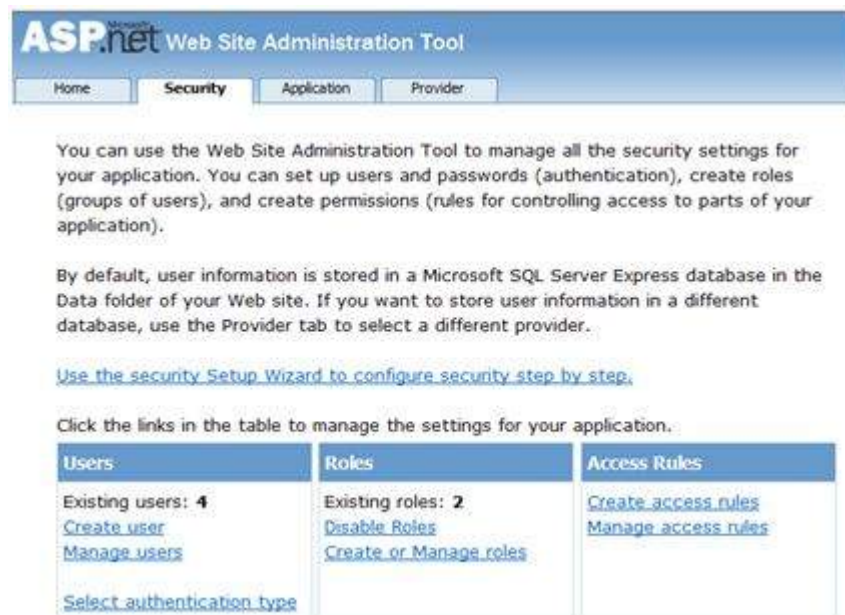 Microsoft
ASP.net Web Site Administration Tool
Home Security Application Provider
You can use the Web Site Administration Tool to manage all the security settings for
your application. You can set up users and passwords (authentication), create roles
(groups of users), and create permissions (rules for controlling access to parts of your
application).
By default, user information is stored in a Microsoft SQL Server Express database in the
Data folder of your Web site. If you want to store user information in a different
database, use the Provider tab to select a different provider.
Use the security Setup Wizard to configure security step by step.
Click the links in the table to manage the settings for your application.
Users Roles Access Rules
Existing users: 4 Existing roles: 2 Create access rules
Create user Disable Roles Manage access rules
Manage users Create or Manage roles
Select authentication type